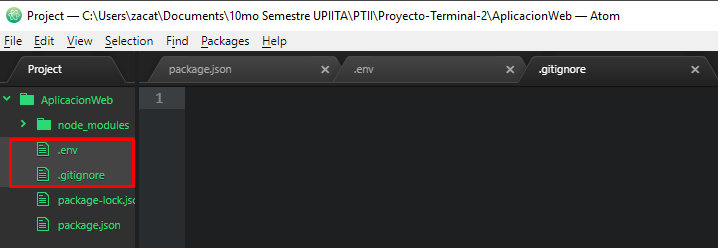 Project — C:\Users\zacat\Documents\10mo Semestre UPIITA\PTII\Proyecto-Terminal-2\AplicacionWeb — Atom
File Edit View Selection Find Packages Help
Project package.json .env .gitignore
AplicacionWeb 1
node_modules
.env
.gitignore
package-lock.jso
package.json